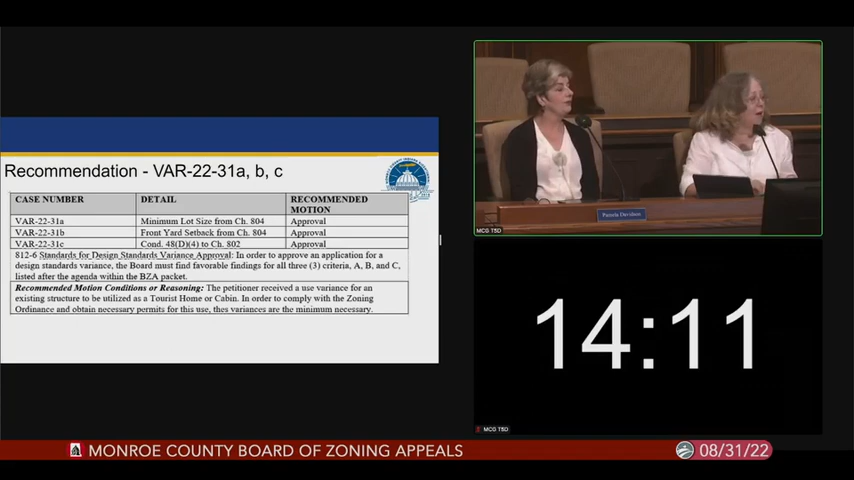 Recommendation - VAR-22-31a, b, c
CASE NUMBER DETAIL RECOMMENDED MOTION
VAR-22-31a Minimum Lot Size from Ch. 804 Approval
VAR-22-31b Front Yard Setback from Ch. 804 Approval
VAR-22-31c Cond. 48(D)(4) to Ch. 802 Approval
812-6 Standards for Design Standards Variance Approval: In order to approve an application for a
design standards variance, the Board must find favorable findings for all three (3) criteria, A, B, and C,
listed after the agenda within the BZA packet.
Recommended Motion Conditions or Reasoning: The petitioner received a use variance for an
existing structure to be utilized as a Tourist Home or Cabin. In order to comply with the Zoning
Ordinance and obtain necessary permits for this use, thes variances are the minimum necessary.
Pamela Davidson
MCG TSD
14:11
MCG TSD
MONROE COUNTY BOARD OF ZONING APPEALS
08/31/22